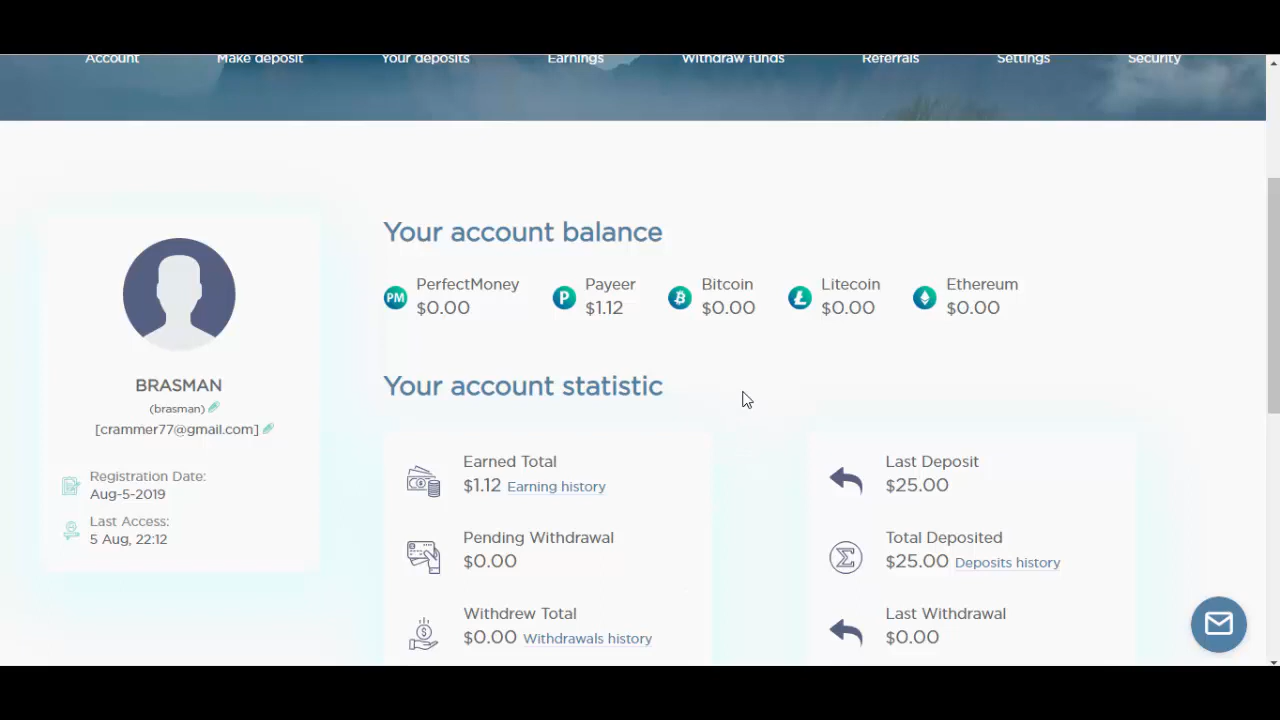 Account Make deposit Your deposits Earnings Withdraw funds Referrals Settings Security
Your account balance
PM PerfectMoney
$0.00
P Payeer
$1.12
Bitcoin
$0.00
Litecoin
$0.00
Ethereum
$0.00
BRASMAN
(brasman)
[crammer77@gmail.com]
Registration Date:
Aug-5-2019
Last Access:
5 Aug, 22:12
Your account statistic
Earned Total
$1.12 Earning history
Pending Withdrawal
$0.00
Withdrew Total
$0.00 Withdrawals history
Last Deposit
$25.00
Total Deposited
$25.00 Deposits history
Last Withdrawal
$0.00